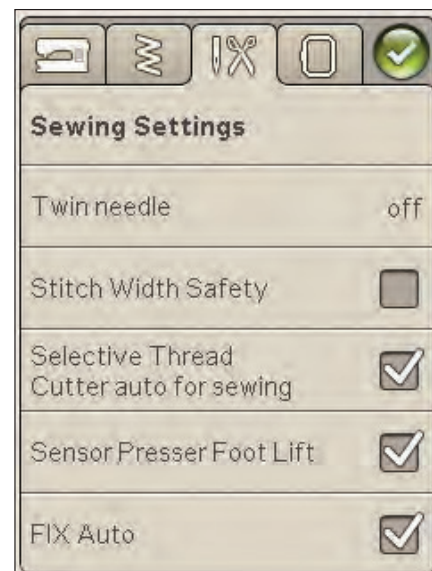 Sewing Settings
Twin needle off
Stitch Width Safety
Selective Thread
Cutter auto for sewing
Sensor Presser Foot Lift
FIX Auto